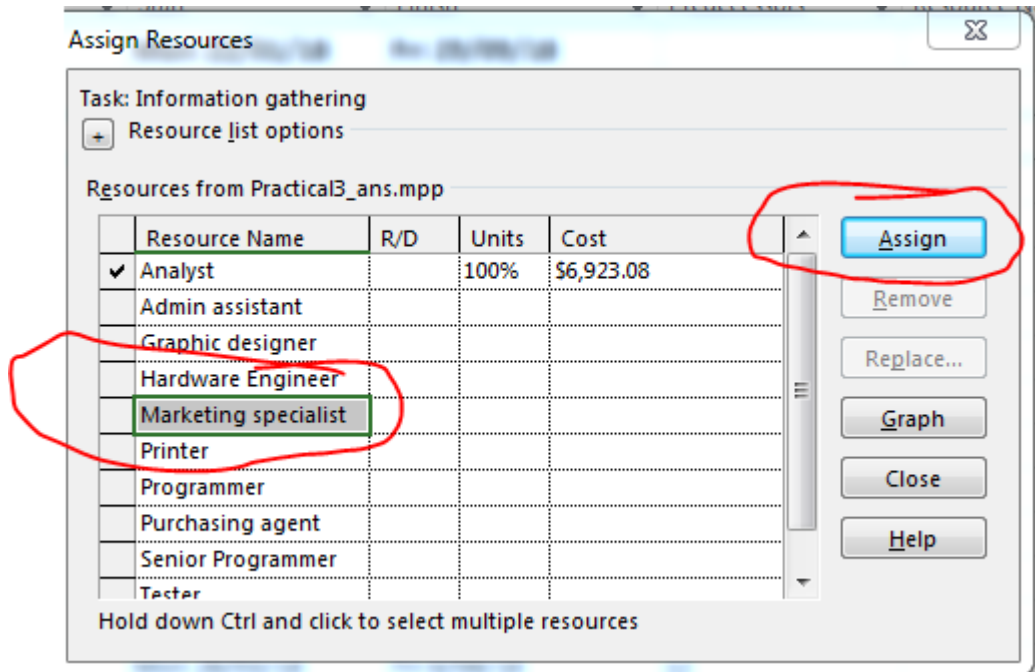 Assign Resources
Task: Information gathering
+ Resource list options
Resources from Practical3_ans.mpp
Resource Name R/D Units Cost
✔ Analyst 100% $6,923.08
Admin assistant
Graphic designer
Hardware Engineer
Marketing specialist
Printer
Programmer
Purchasing agent
Senior Programmer
Tester
Assign
Remove
Replace...
Graph
Close
Help
Hold down Ctrl and click to select multiple resources